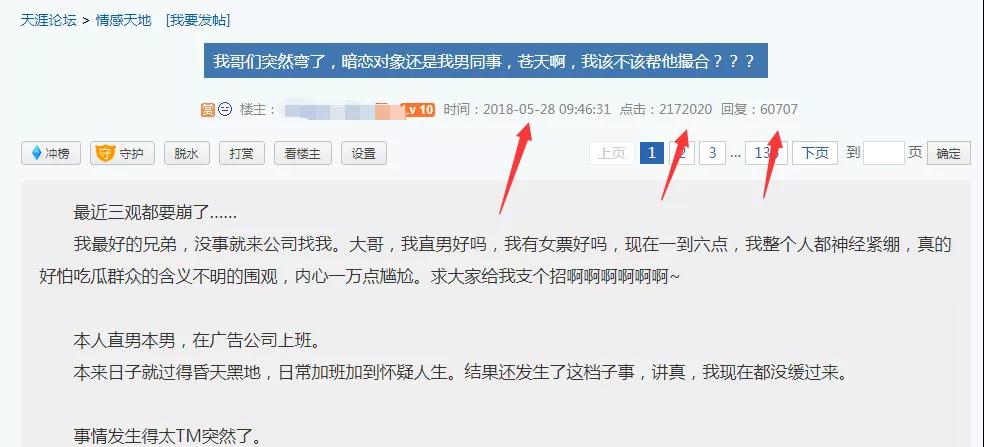 天涯论坛 > 情感天地 [我要发帖]
我哥们突然弯了，暗恋对象还是我男同事，苍天啊，我该不该帮他撮合？？？
赏 楼主： Lv 10 时间：2018-05-28 09:46:31 点击：2172020 回复：60707
冲榜 守 守护 脱水 打赏 看楼主 设置 上页 1 2 3 ... 下页 到 页 确定
最近三观都要崩了......
我最好的兄弟，没事就来公司找我。大哥，我直男好吗，我有女票好吗，现在一到六点，我整个人都神经紧绷，真的
好怕吃瓜群众的含义不明的围观，内心一万点尴尬。求大家给我支个招啊啊啊啊啊啊~
本人直男本男，在广告公司上班。
本来日子就过得昏天黑地，日常加班加到怀疑人生。结果还发生了这档子事，讲真，我现在都没缓过来。
事情发生得太TM突然了。